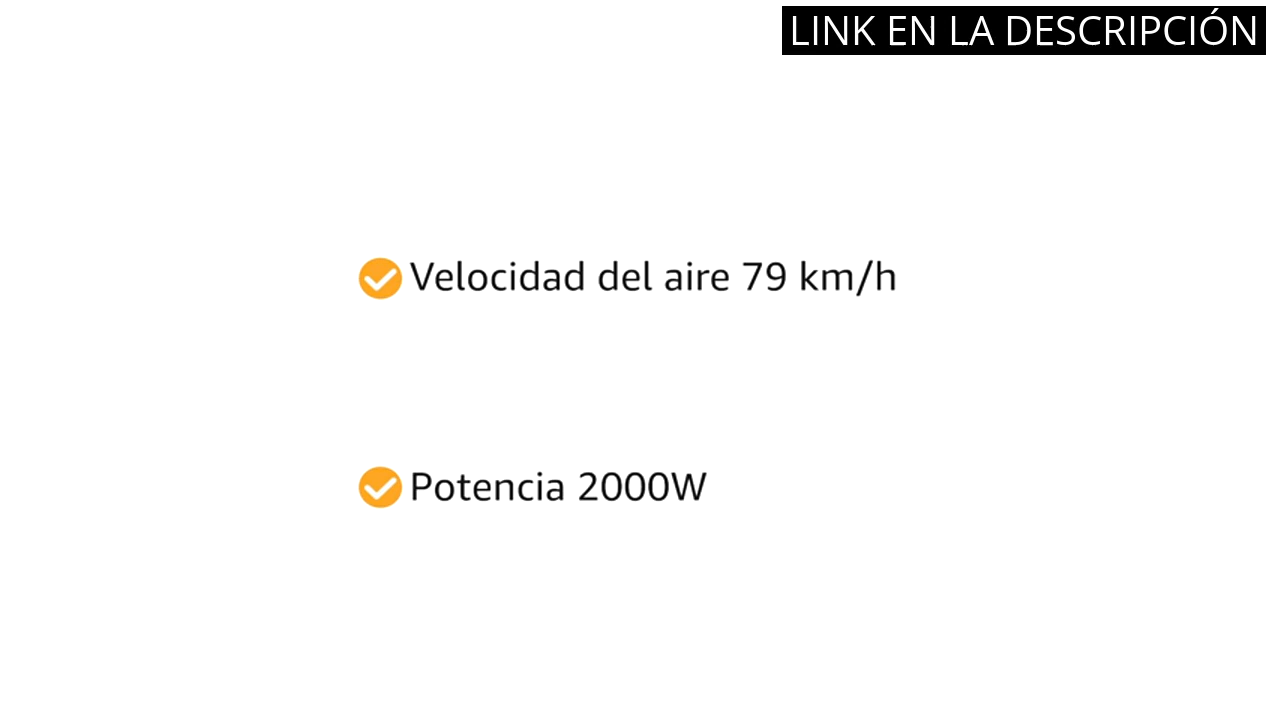 LINK EN LA DESCRIPCIÓN
Velocidad del aire 79 km/h
Potencia 2000W